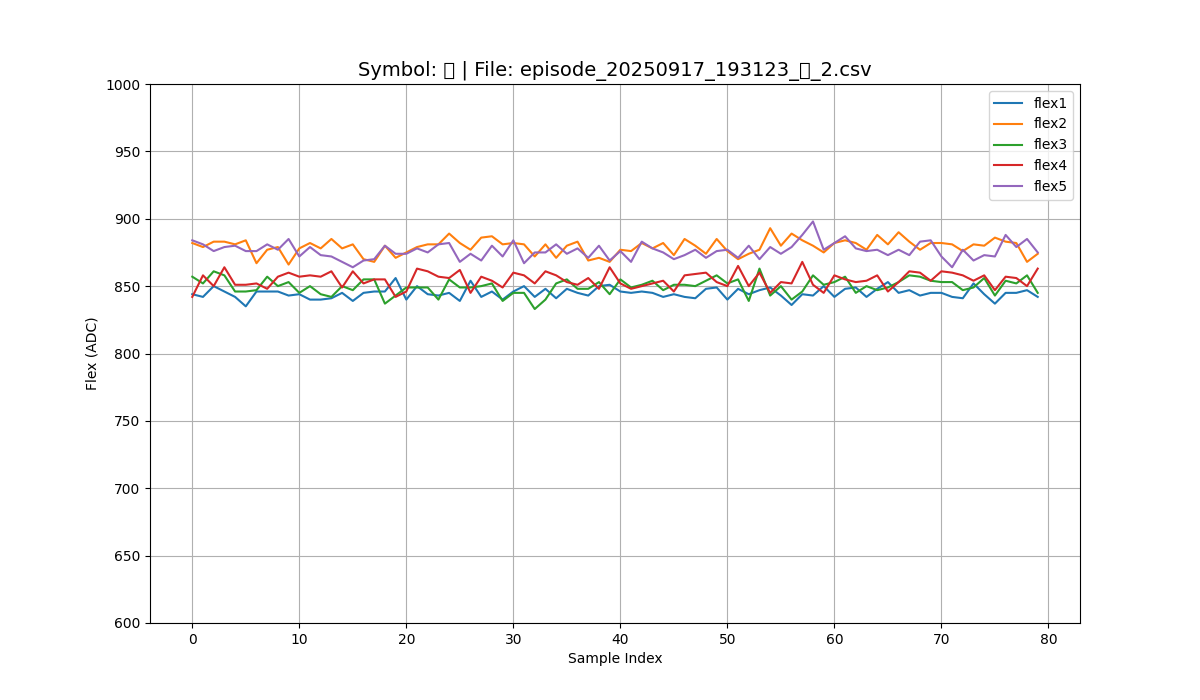 Symbol: | File: episode_20250917_193123_ _2.csv
1000
950
900
850
800
750
700
650
600
Flex (ADC)
flex1
flex2
flex3
flex4
flex5
0 10 20 30 40 50 60 70 80
Sample Index